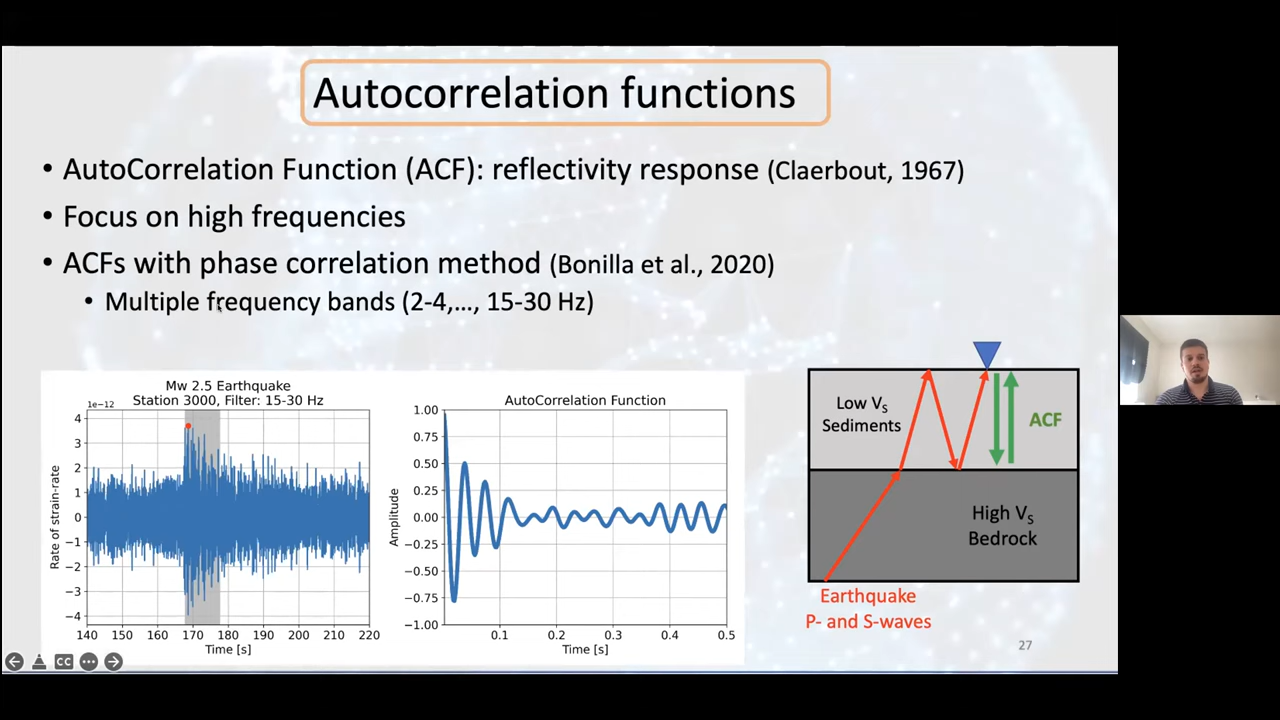 Autocorrelation functions
• AutoCorrelation Function (ACF): reflectivity response (Claerbout, 1967)
• Focus on high frequencies
• ACFs with phase correlation method (Bonilla et al., 2020)
• Multiple frequency bands (2-4,…, 15-30 Hz)
Mw 2.5 Earthquake
Station 3000, Filter: 15-30 Hz
1e−12
4
3
2
1
0
−1
−2
−3
−4
Rate of strain-rate
140 150 160 170 180 190 200 210 220
Time [s]
AutoCorrelation Function
1.00
0.75
0.50
0.25
0.00
−0.25
−0.50
−0.75
−1.00
Amplitude
0.1 0.2 0.3 0.4 0.5
Time [s]
Low VS
Sediments
ACF
High VS
Bedrock
Earthquake
P- and S-waves
27
CC